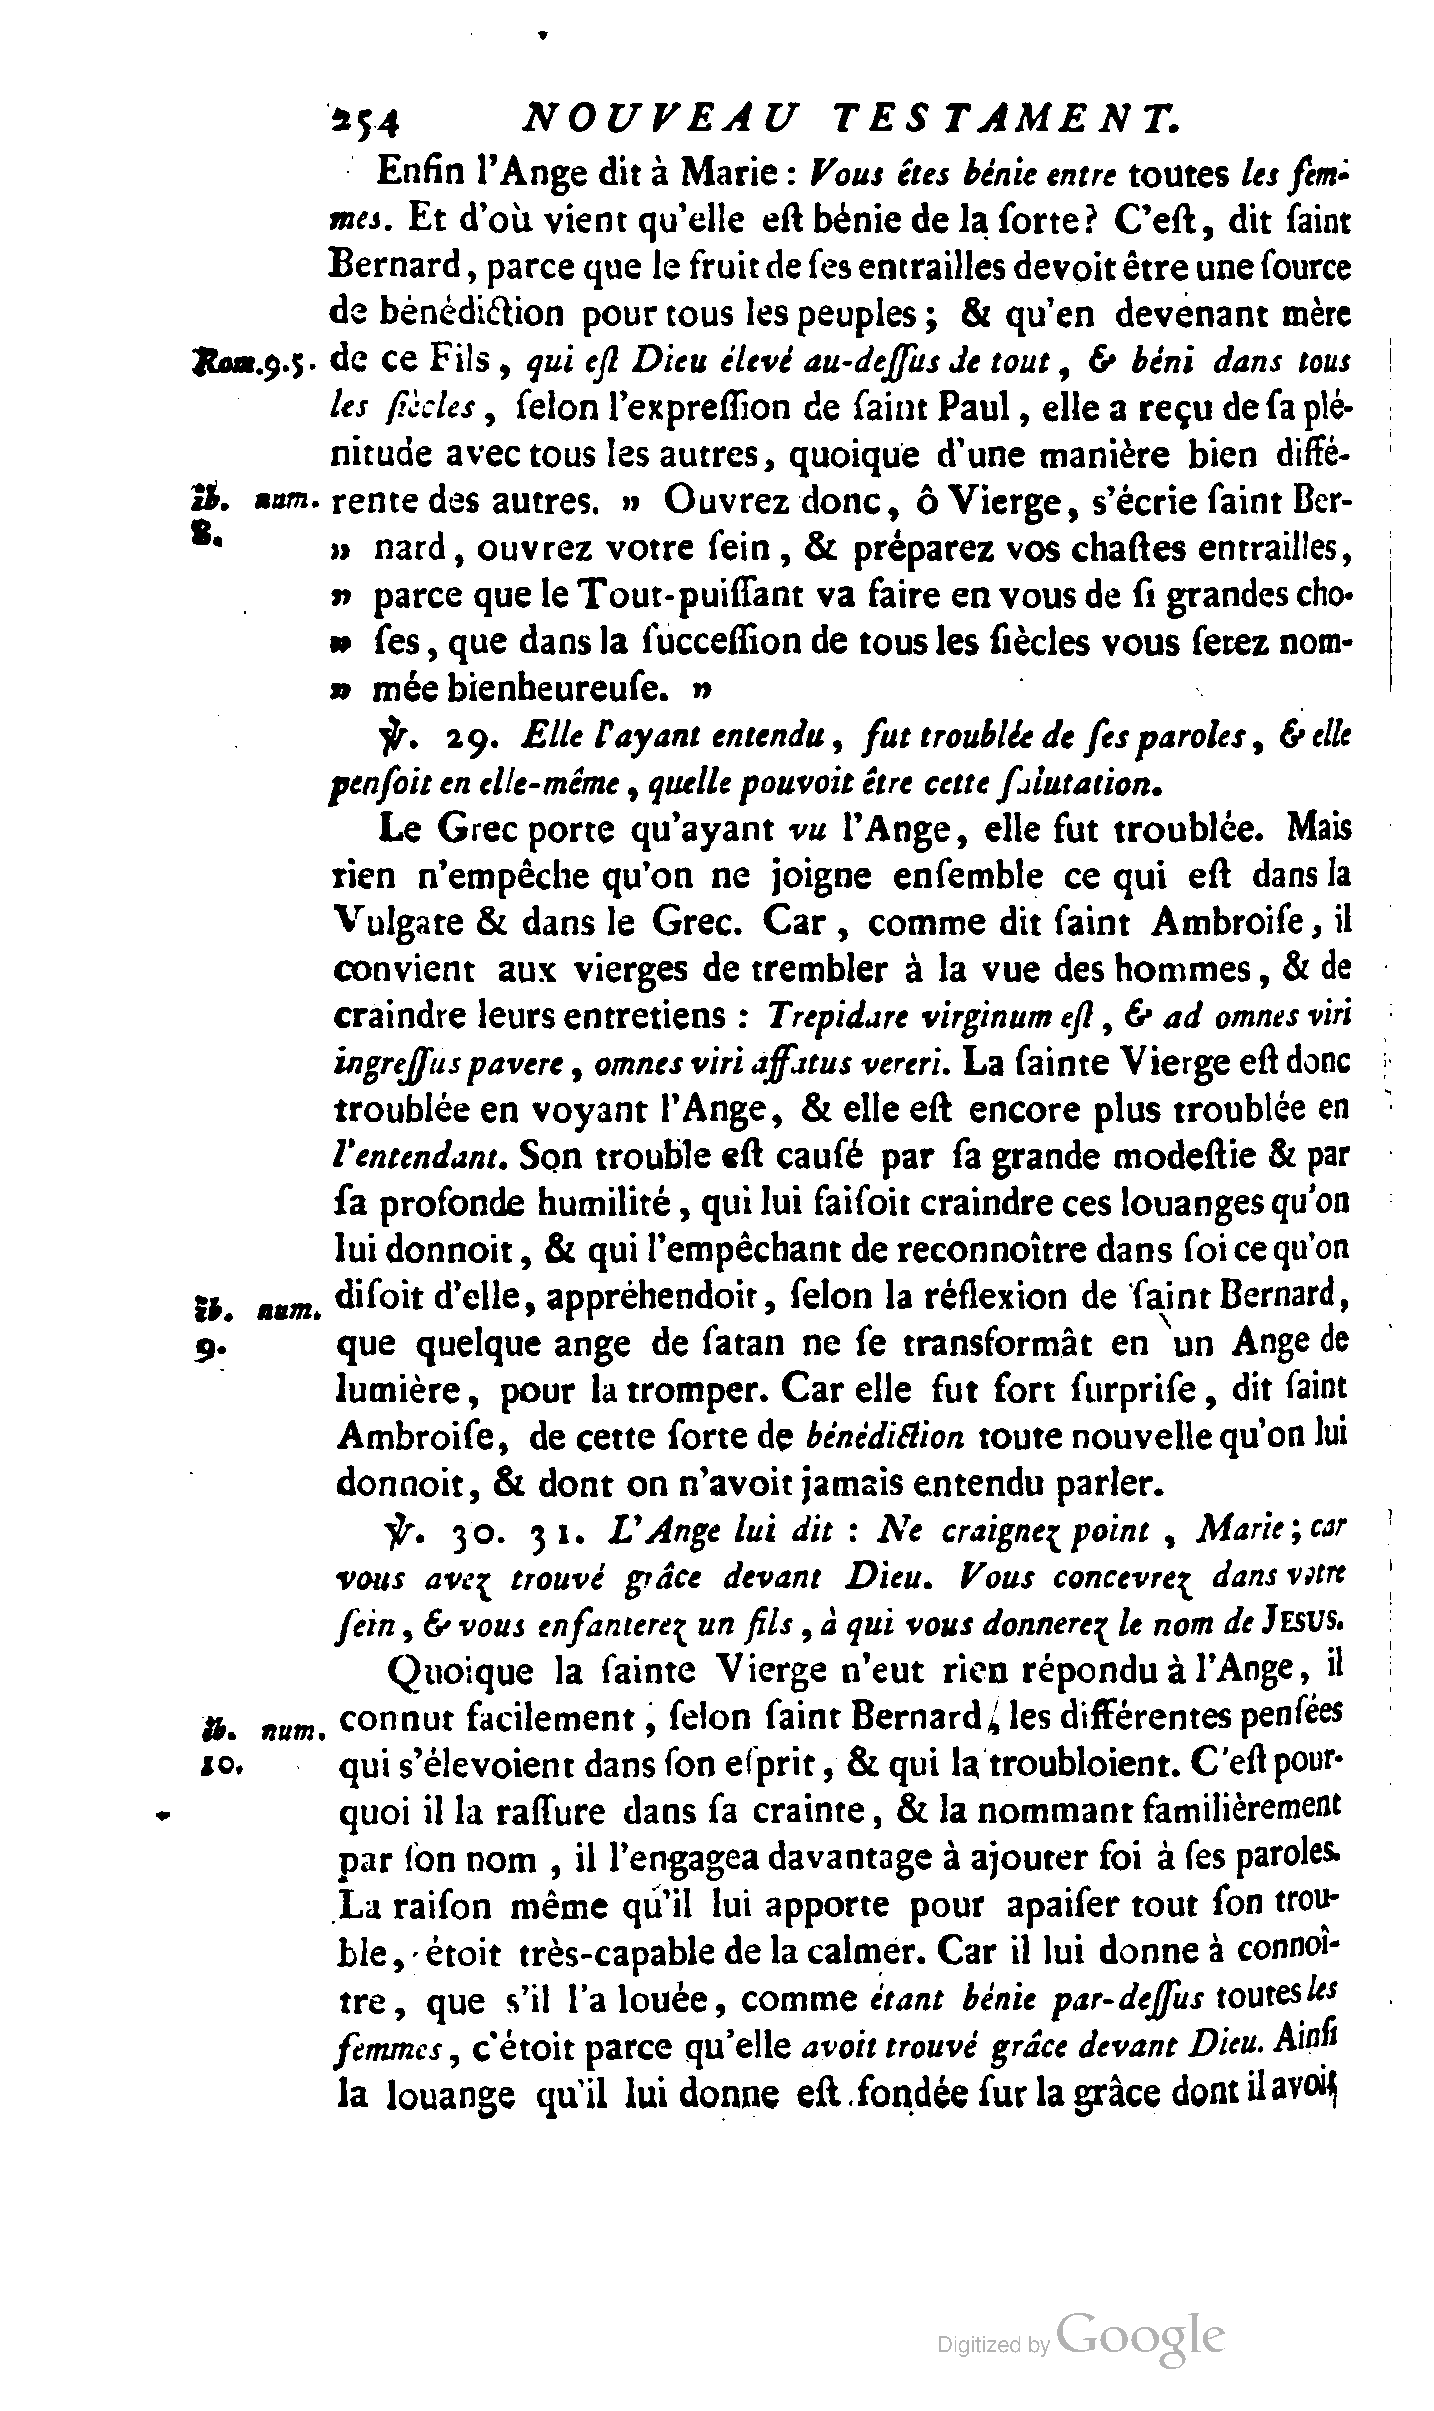 254 NOUVEAU TESTAMENT.
Enfin l'Ange dit à Marie : Vous êtes bénie entre toutes les fem-
mes. Et d'où vient qu'elle eſt bénie de la ſorte? C'eſt, dit ſaint
Bernard, parce que le fruit de ſes entrailles devoit être une ſource
de bénédiction pour tous les peuples ; & qu'en devenant mère
Rom.9.5. de ce Fils, qui eſt Dieu élevé au-deſſus de tout, & béni dans tous
les ſiècles, ſelon l'expreſſion de ſaint Paul, elle a reçu de ſa plé-
nitude avec tous les autres, quoique d'une manière bien diffé-
ib. num. rente des autres. » Ouvrez donc, ô Vierge, s'écrie ſaint Ber-
8. » nard, ouvrez votre ſein, & préparez vos chaſtes entrailles,
» parce que le Tout-puiſſant va faire en vous de ſi grandes cho-
» ſes, que dans la ſucceſſion de tous les ſiècles vous ſerez nom-
» mée bienheureuſe. »
℣. 29. Elle l'ayant entendu, fut troublée de ſes paroles, & elle
penſoit en elle-même, quelle pouvoit être cette ſalutation.
Le Grec porte qu'ayant vu l'Ange, elle fut troublée. Mais
rien n'empêche qu'on ne joigne enſemble ce qui eſt dans la
Vulgate & dans le Grec. Car, comme dit ſaint Ambroiſe, il
convient aux vierges de trembler à la vue des hommes, & de
craindre leurs entretiens : Trepidare virginum eſt, & ad omnes viri
ingreſſus pavere, omnes viri affatus vereri. La ſainte Vierge eſt donc
troublée en voyant l'Ange, & elle eſt encore plus troublée en
l'entendant. Son trouble eſt cauſé par ſa grande modeſtie & par
ſa profonde humilité, qui lui faiſoit craindre ces louanges qu'on
lui donnoit, & qui l'empêchant de reconnoître dans ſoi ce qu'on
ib. num. diſoit d'elle, appréhendoit, ſelon la réflexion de ſaint Bernard,
9. que quelque ange de ſatan ne ſe transformât en un Ange de
lumière, pour la tromper. Car elle fut fort ſurpriſe, dit ſaint
Ambroiſe, de cette ſorte de bénédiction toute nouvelle qu'on lui
donnoit, & dont on n'avoit jamais entendu parler.
℣. 30. 31. L'Ange lui dit : Ne craignez point, Marie ; car
vous avez trouvé grâce devant Dieu. Vous concevrez dans votre
ſein, & vous enfanterez un fils, à qui vous donnerez le nom de JESUS.
Quoique la ſainte Vierge n'eut rien répondu à l'Ange, il
ib. num. connut facilement, ſelon ſaint Bernard, les différentes penſées
10. qui s'élevoient dans ſon eſprit, & qui la troubloient. C'eſt pour-
quoi il la raſſure dans ſa crainte, & la nommant familièrement
par ſon nom, il l'engagea davantage à ajouter foi à ſes paroles.
La raiſon même qu'il lui apporte pour apaiſer tout ſon trou-
ble, étoit très-capable de la calmer. Car il lui donne à connoî-
tre, que s'il l'a louée, comme étant bénie par-deſſus toutes les
femmes, c'étoit parce qu'elle avoit trouvé grâce devant Dieu. Ainſi
la louange qu'il lui donne eſt fondée ſur la grâce dont il avoit
Digitized by Google